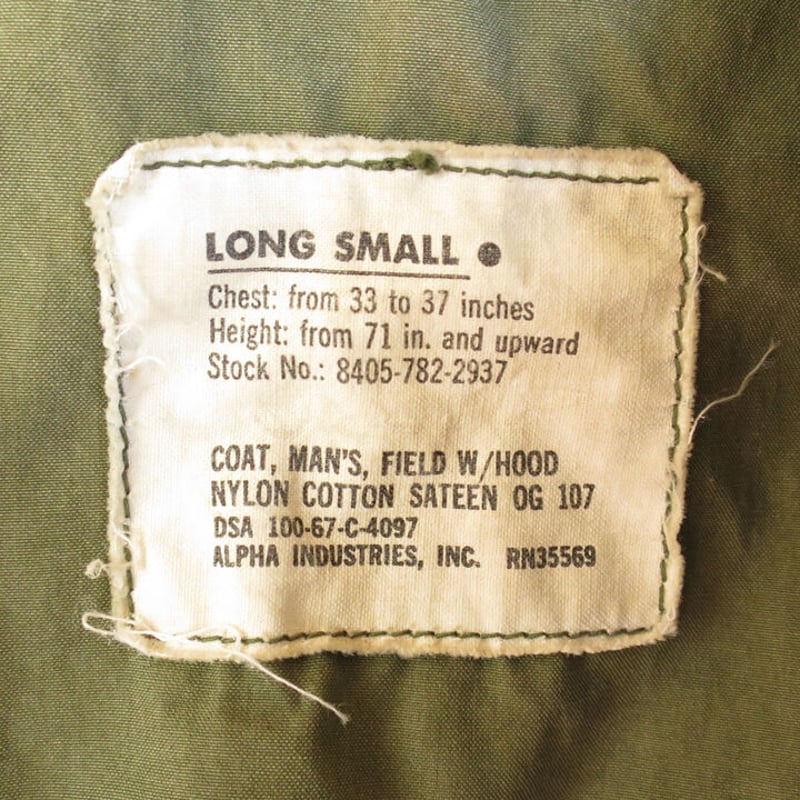 LONG SMALL ●
Chest: from 33 to 37 inches
Height: from 71 in. and upward
Stock No.: 8405-782-2937
COAT, MAN'S, FIELD W/HOOD
NYLON COTTON SATEEN OG 107
DSA 100-67-C-4097
ALPHA INDUSTRIES, INC. RN35569